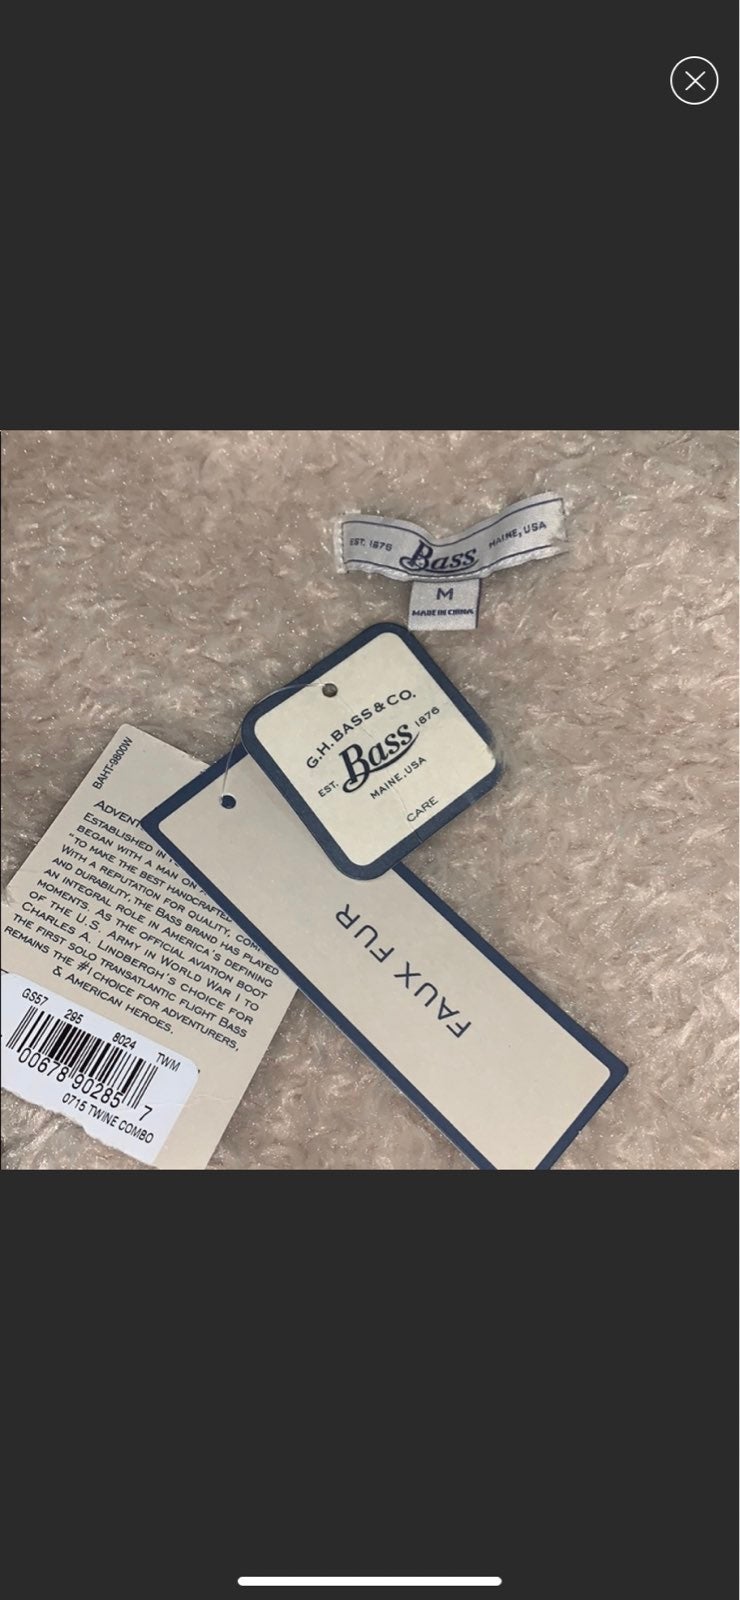 EST. 1876 Bass MAINE, USA
M
MADE IN CHINA
G.H. BASS & CO.
Bass
EST. 1876
MAINE, USA
CARE
FAUX FUR
BAHT-9800W
ADVENT
ESTABLISHED IN
BEGAN WITH A MAN ON
"TO MAKE THE BEST HANDCRAFTED
WITH A REPUTATION FOR QUALITY,
AND DURABILITY, THE BASS BRAND HAS PLAYED
AN INTEGRAL ROLE IN AMERICA'S DEFINING
MOMENTS. AS THE OFFICIAL AVIATION BOOT
OF THE U.S. ARMY IN WORLD WAR I TO
CHARLES A. LINDBERGH'S CHOICE FOR
THE FIRST SOLO TRANSATLANTIC FLIGHT BASS
REMAINS THE #1 CHOICE FOR ADVENTURERS,
& AMERICAN HEROES.
GS57 295 8024 TWM
00678 90285 7
0715 TWINE COMBO